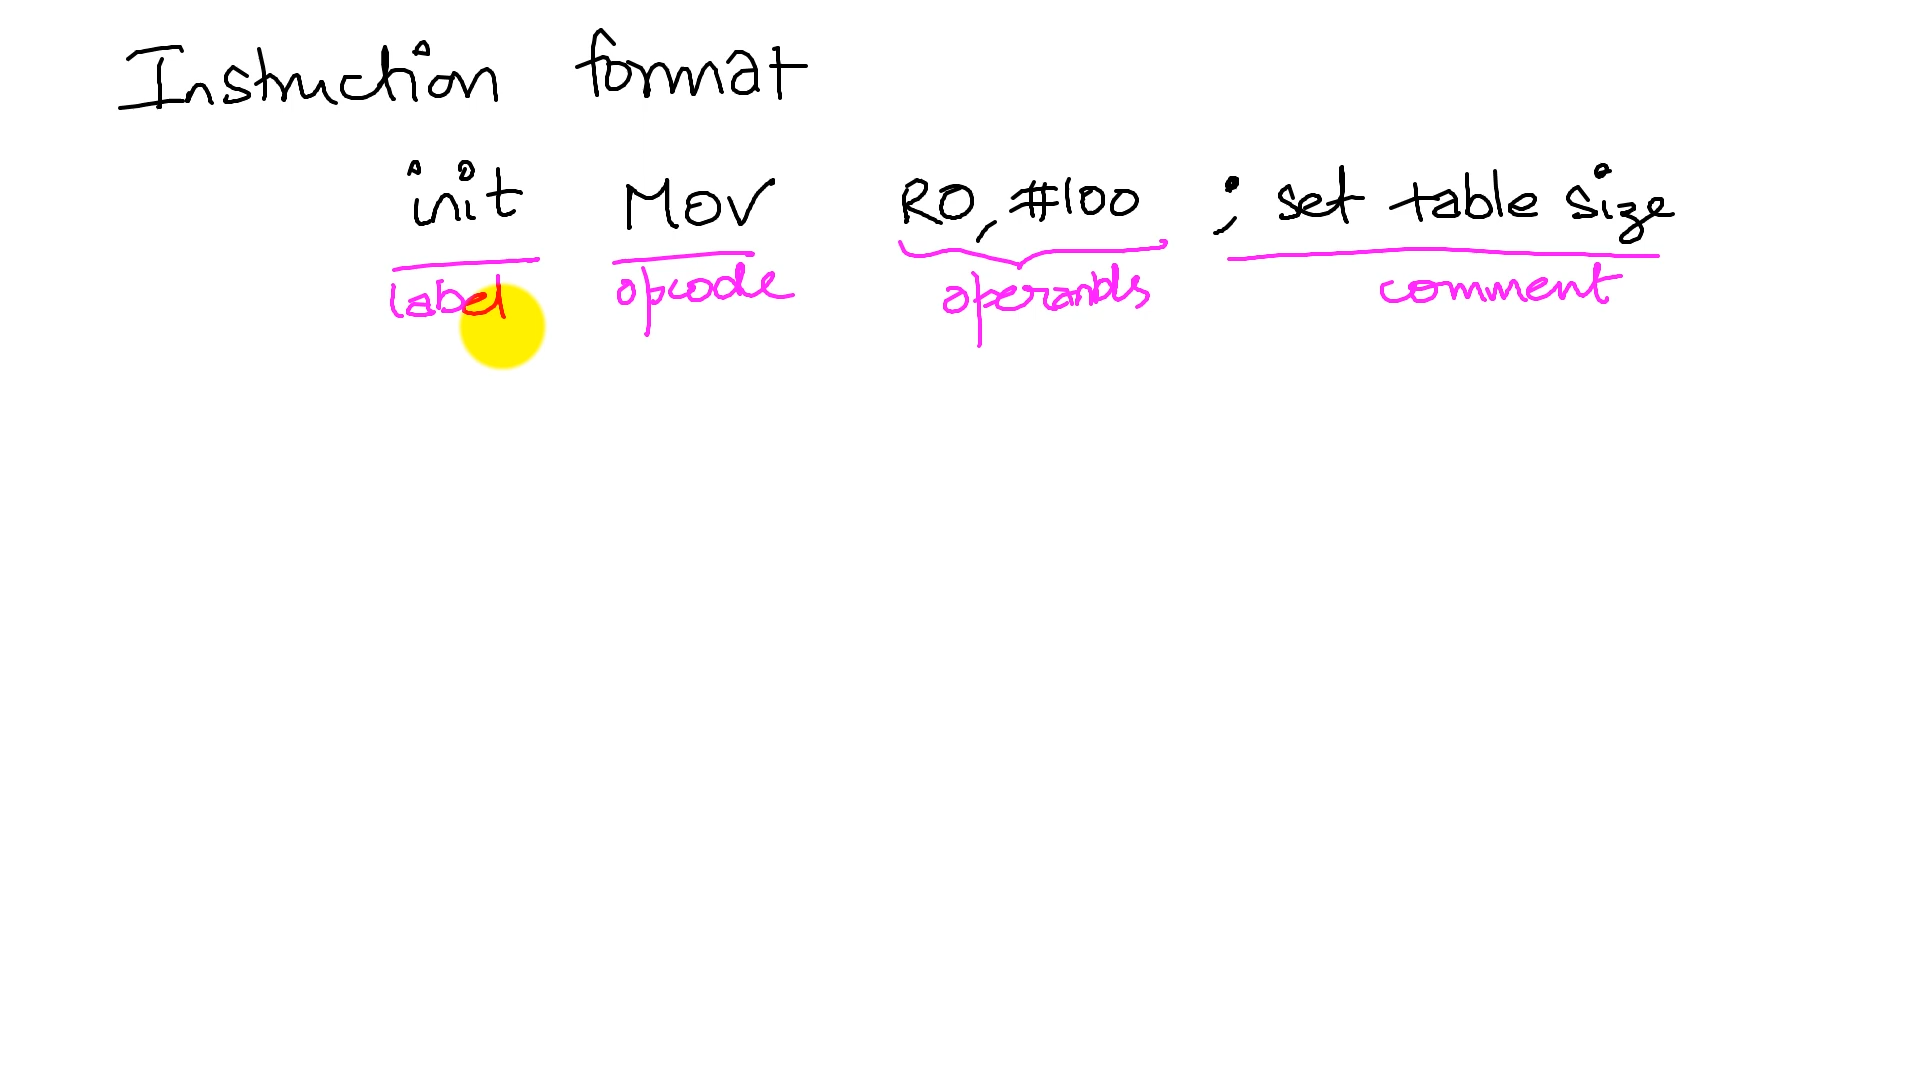 Instruction format
init MOV R0, #100 ; set table size
label opcode operands comment